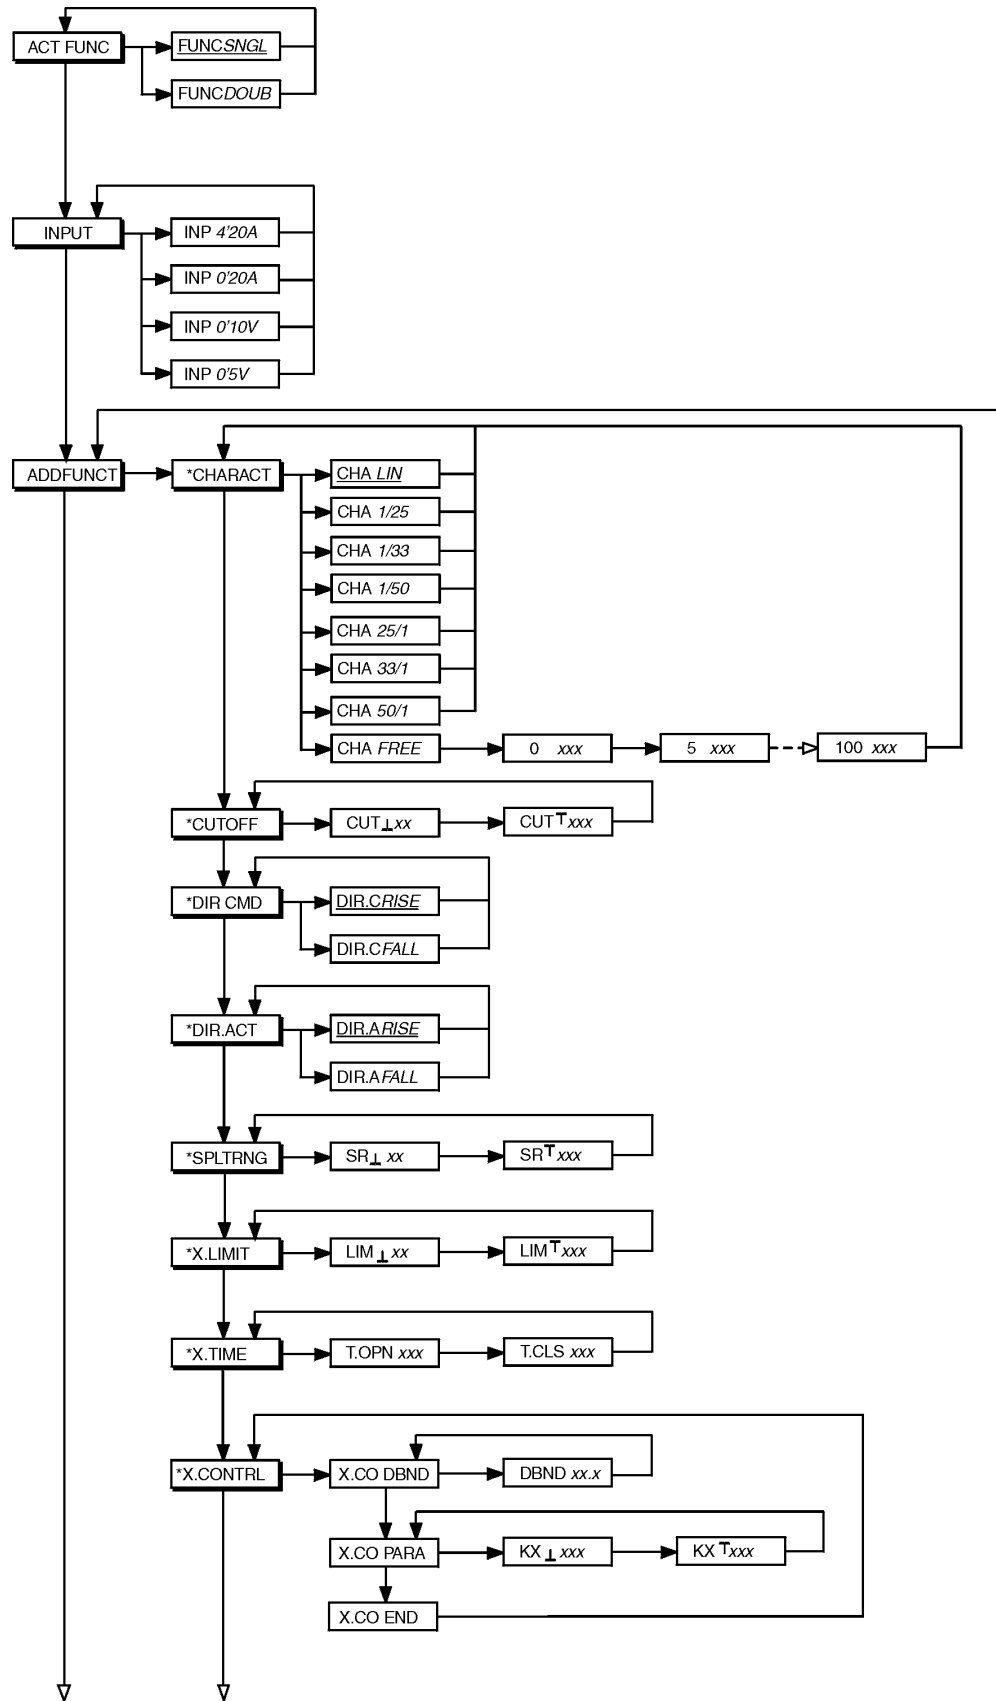 ACT FUNC
FUNCSNGL
FUNCDOUB
INPUT
INP 4'20A
INP 0'20A
INP 0'10V
INP 0'5V
ADDFUNCT
*CHARACT
CHA LIN
CHA 1/25
CHA 1/33
CHA 1/50
CHA 25/1
CHA 33/1
CHA 50/1
CHA FREE
0 xxx
5 xxx
100 xxx
*CUTOFF
CUT⊥xx
CUT⊤xxx
*DIR CMD
DIR.CRISE
DIR.CFALL
*DIR.ACT
DIR.ARISE
DIR.AFALL
*SPLTRNG
SR⊥ xx
SR⊤xxx
*X.LIMIT
LIM⊥xx
LIM⊤xxx
*X.TIME
T.OPN xxx
T.CLS xxx
*X.CONTRL
X.CO DBND
DBND xx.x
X.CO PARA
KX⊥xxx
KX⊤xxx
X.CO END